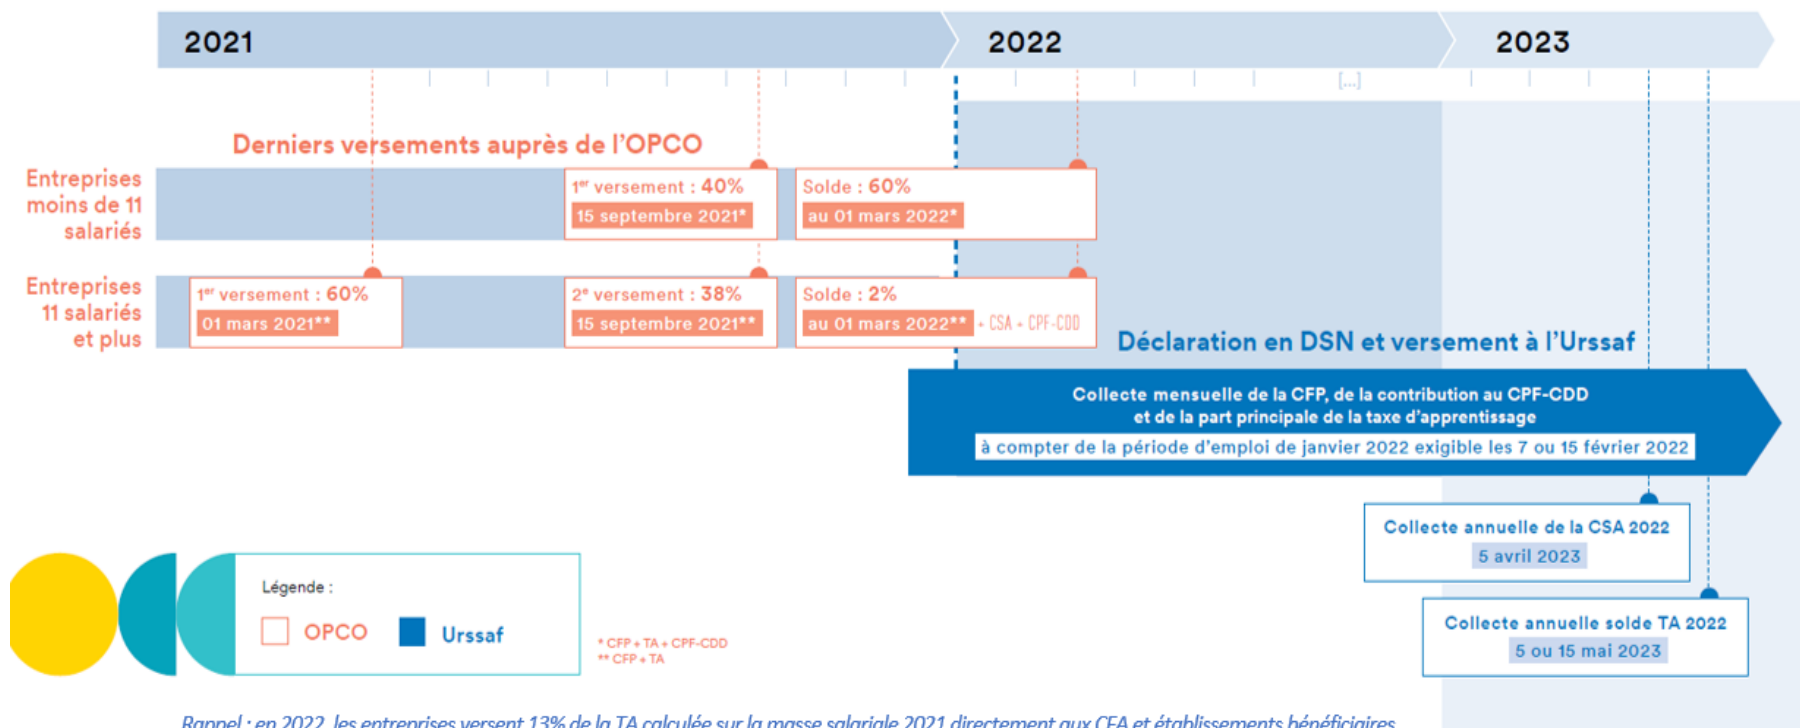 2021
2022
2023
[...]
Derniers versements auprès de l'OPCO
Entreprises
moins de 11
salariés
1er versement : 40%
15 septembre 2021*
Solde : 60%
au 01 mars 2022*
Entreprises
11 salariés
et plus
1er versement : 60%
01 mars 2021**
2e versement : 38%
15 septembre 2021**
Solde : 2%
au 01 mars 2022** + CSA + CPF-CDD
Déclaration en DSN et versement à l'Urssaf
Collecte mensuelle de la CFP, de la contribution au CPF-CDD
et de la part principale de la taxe d'apprentissage
à compter de la période d'emploi de janvier 2022 exigible les 7 ou 15 février 2022
Collecte annuelle de la CSA 2022
5 avril 2023
Collecte annuelle solde TA 2022
5 ou 15 mai 2023
Légende :
OPCO
Urssaf
* CFP + TA + CPF-CDD
** CFP + TA
Rappel : en 2022, les entreprises versent 13% de la TA calculée sur la masse salariale 2021 directement aux CFA et établissements bénéficiaires